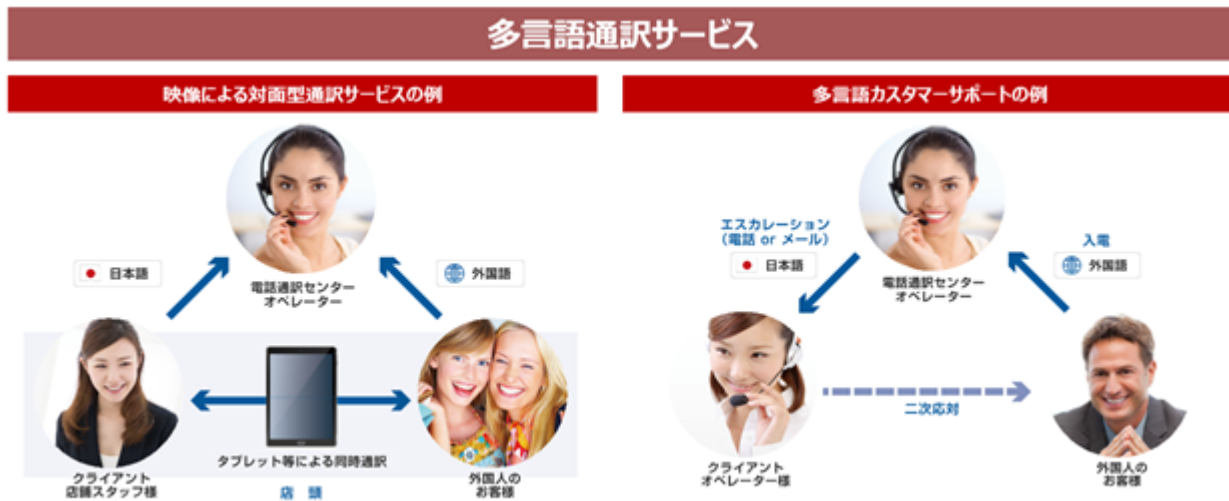 多言語通訳サービス
映像による対面型通訳サービスの例
日本語
外国語
電話通訳センター
オペレーター
クライアント
店舗スタッフ様
タブレット等による同時通訳
店 頭
外国人の
お客様
多言語カスタマーサポートの例
エスカレーション
(電話 or メール)
日本語
入電
外国語
電話通訳センター
オペレーター
クライアント
オペレーター様
二次応対
外国人の
お客様